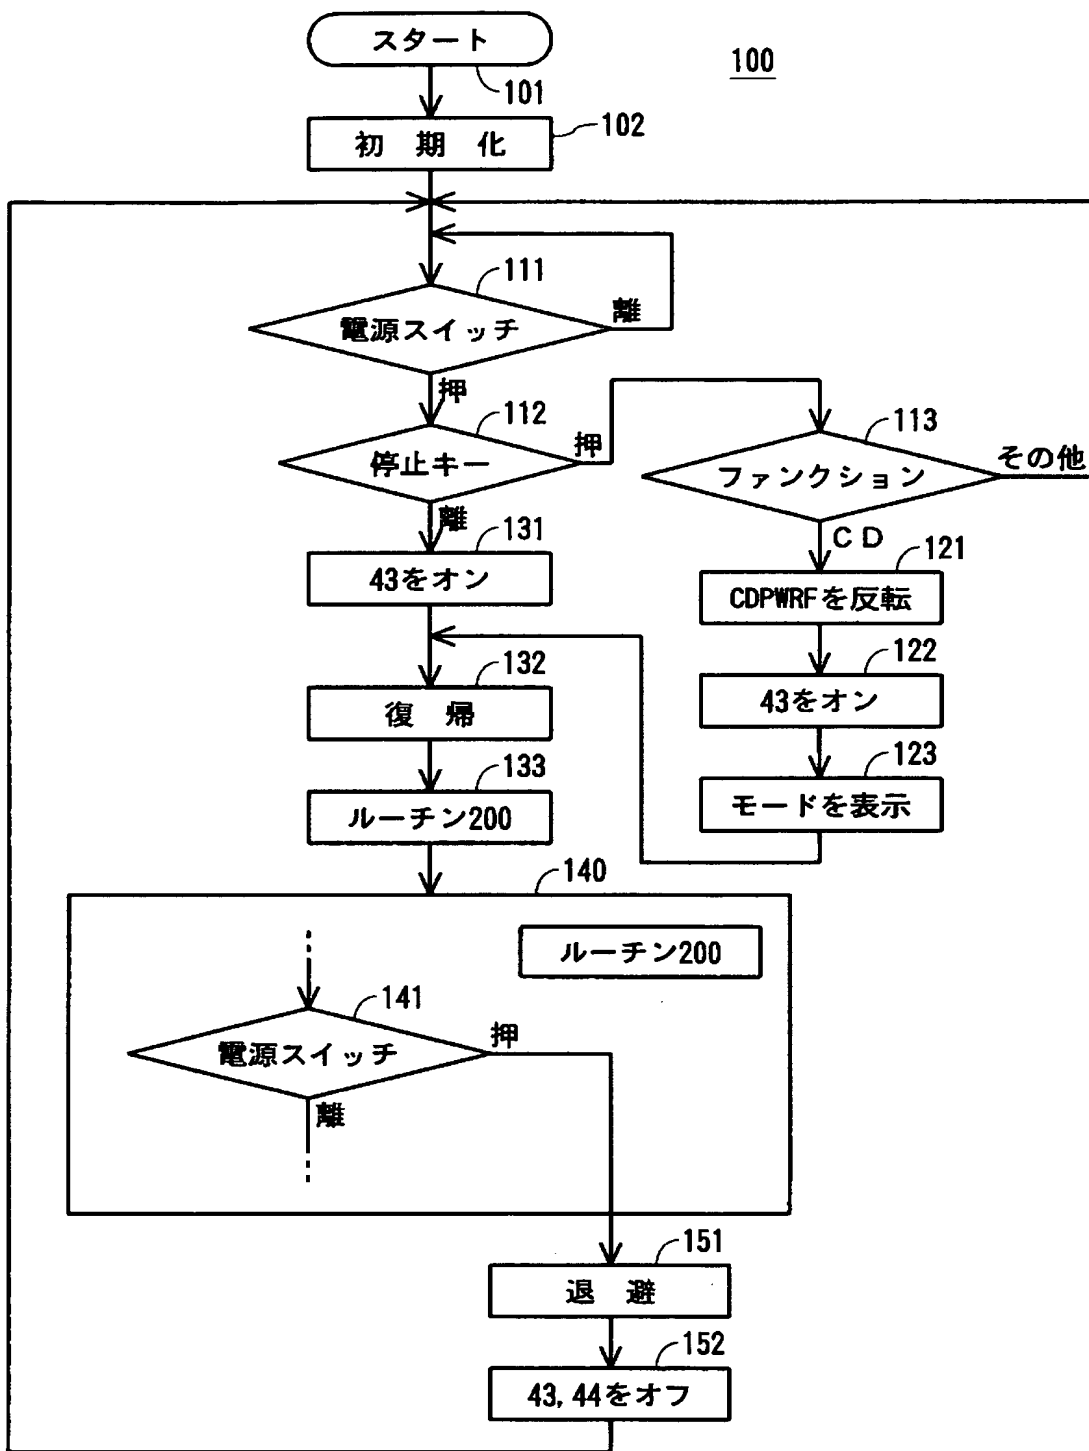 スタート
100
101
初期化
102
111
電源スイッチ
離
押
112
停止キー
押
離
113
ファンクション
その他
CD
131
43をオン
121
CDPWRFを反転
132
復帰
122
43をオン
133
ルーチン200
123
モードを表示
140
ルーチン200
141
電源スイッチ
押
離
151
退避
152
43,44をオフ